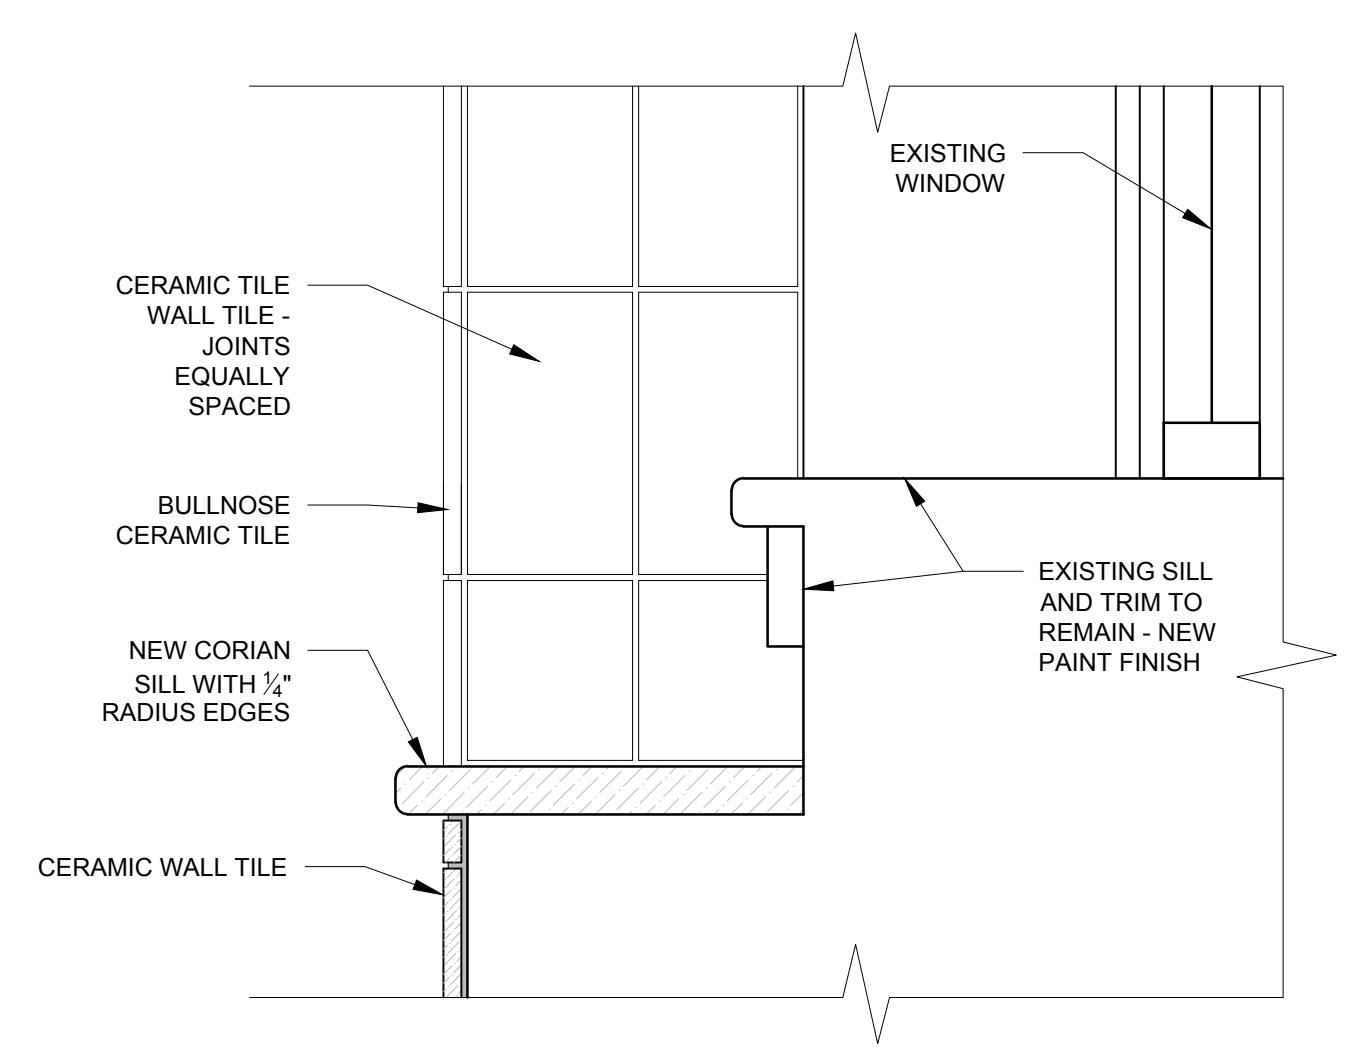 EXISTING
WINDOW
CERAMIC TILE
WALL TILE -
JOINTS
EQUALLY
SPACED
BULLNOSE
CERAMIC TILE
EXISTING SILL
AND TRIM TO
REMAIN - NEW
PAINT FINISH
NEW CORIAN
SILL WITH ¼"
RADIUS EDGES
CERAMIC WALL TILE